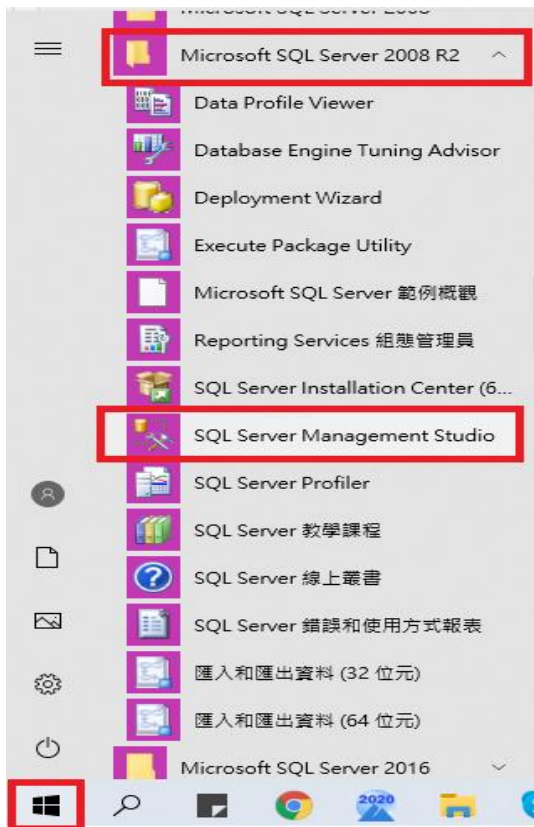 Microsoft SQL Server 2008 R2
Data Profile Viewer
Database Engine Tuning Advisor
Deployment Wizard
Execute Package Utility
Microsoft SQL Server 範例概觀
Reporting Services 組態管理員
SQL Server Installation Center (6...
SQL Server Management Studio
SQL Server Profiler
SQL Server 教學課程
SQL Server 線上叢書
SQL Server 錯誤和使用方式報表
匯入和匯出資料 (32 位元)
匯入和匯出資料 (64 位元)
Microsoft SQL Server 2016
2020